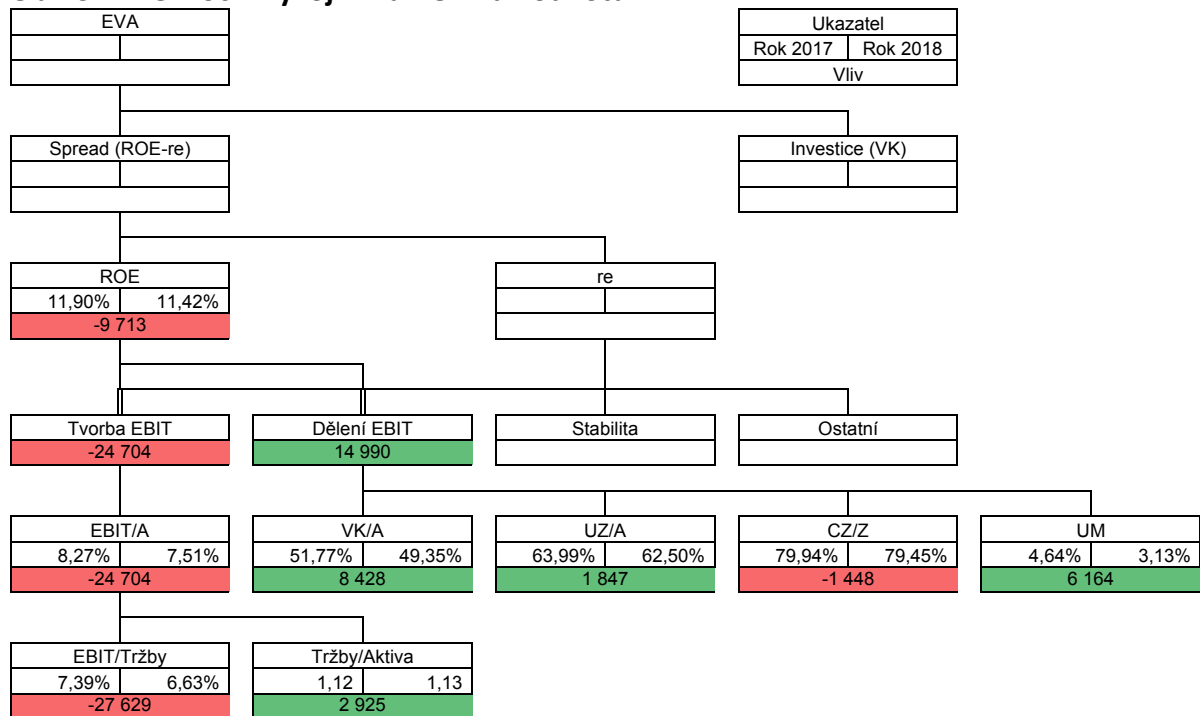 EVA
Ukazatel
Rok 2017 Rok 2018
Vliv
Spread (ROE-re)
Investice (VK)
ROE
re
11,90% 11,42%
-9 713
Tvorba EBIT
Dělení EBIT
Stabilita
Ostatní
-24 704
14 990
EBIT/A
VK/A
UZ/A
CZ/Z
UM
8,27% 7,51%
51,77% 49,35%
63,99% 62,50%
79,94% 79,45%
4,64% 3,13%
-24 704
8 428
1 847
-1 448
6 164
EBIT/Tržby
Tržby/Aktiva
7,39% 6,63%
1,12 1,13
-27 629
2 925